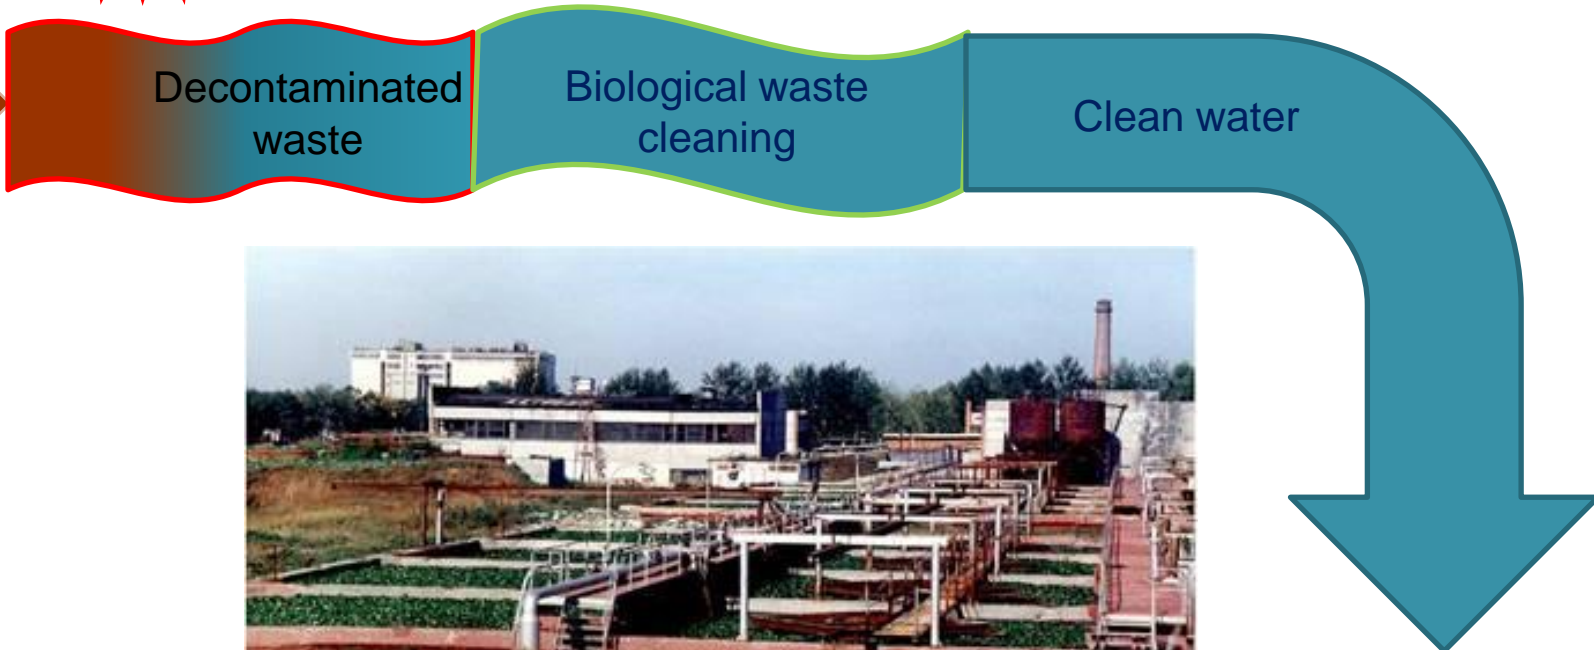 Decontaminated
waste
Biological waste
cleaning
Clean water